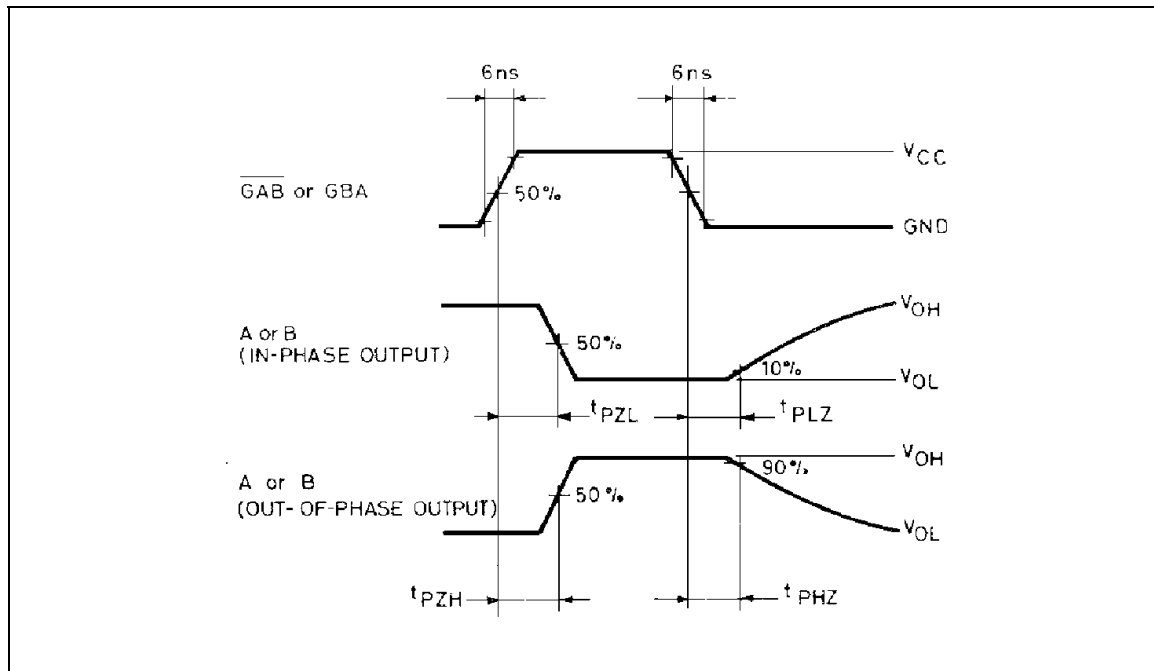 6ns 6ns
VCC
GAB or GBA 50%
GND
VOH
A or B 50%
(IN-PHASE OUTPUT) 10%
VOL
tPZL tPLZ
VOH
90%
A or B 50%
(OUT-OF-PHASE OUTPUT)
VOL
tPZH tPHZ